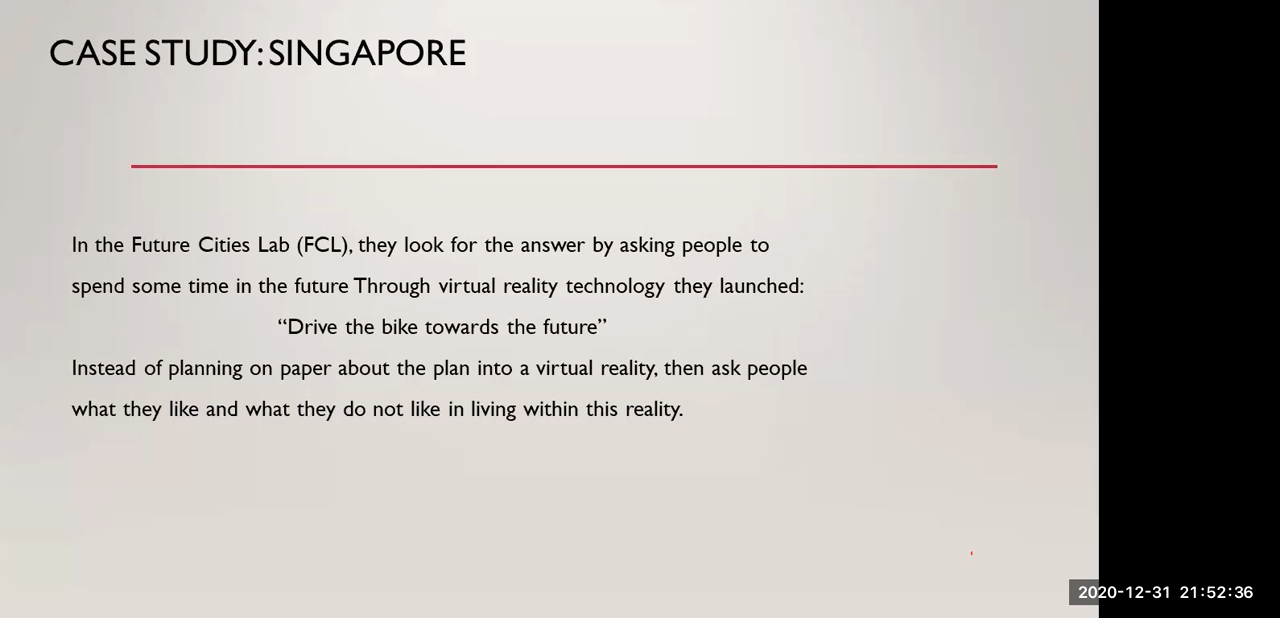 CASE STUDY: SINGAPORE
In the Future Cities Lab (FCL), they look for the answer by asking people to
spend some time in the future Through virtual reality technology they launched:
“Drive the bike towards the future”
Instead of planning on paper about the plan into a virtual reality, then ask people
what they like and what they do not like in living within this reality.
2020-12-31 21:52:36